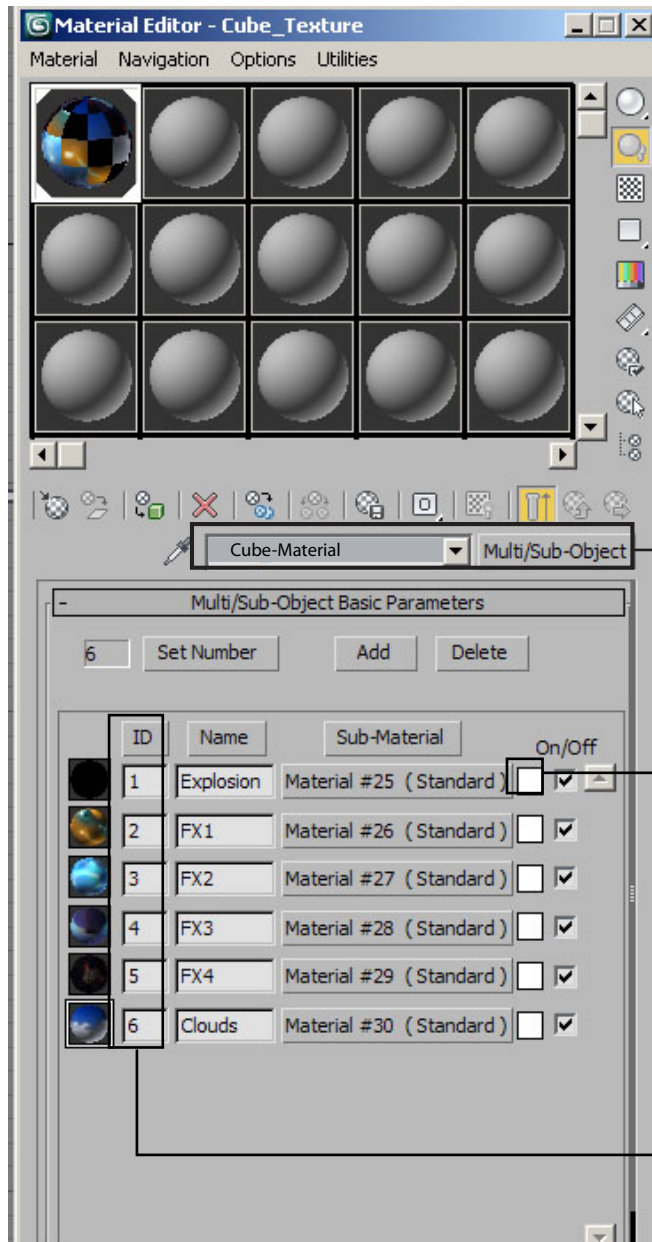 Material Editor - Cube_Texture
Material Navigation Options Utilities
Cube-Material Multi/Sub-Object
- Multi/Sub-Object Basic Parameters
6 Set Number Add Delete
ID Name Sub-Material On/Off
1 Explosion Material #25 ( Standard )
2 FX1 Material #26 ( Standard )
3 FX2 Material #27 ( Standard )
4 FX3 Material #28 ( Standard )
5 FX4 Material #29 ( Standard )
6 Clouds Material #30 ( Standard )